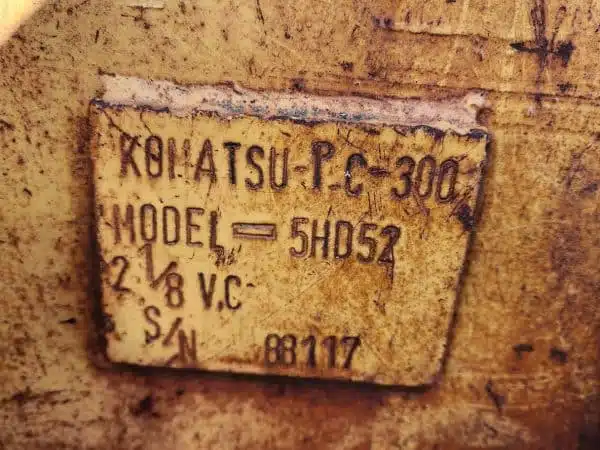 KOMATSU-P.C-300
MODEL-5HD52
2 1/8 V.C
S/N 88117